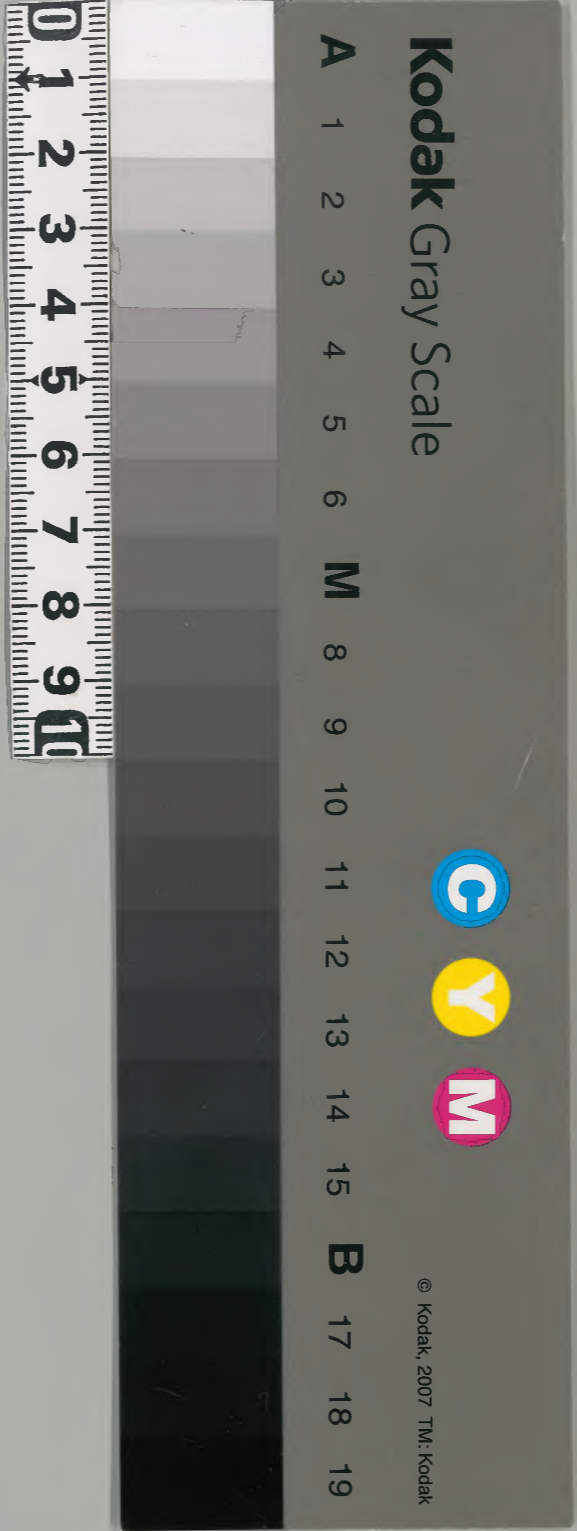 Kodak Gray Scale
C Y M
© Kodak, 2007 TM: Kodak
A 1 2 3 4 5 6 M 8 9 10 11 12 13 14 15 B 17 18 19
0 1 2 3 4 5 6 7 8 9 10